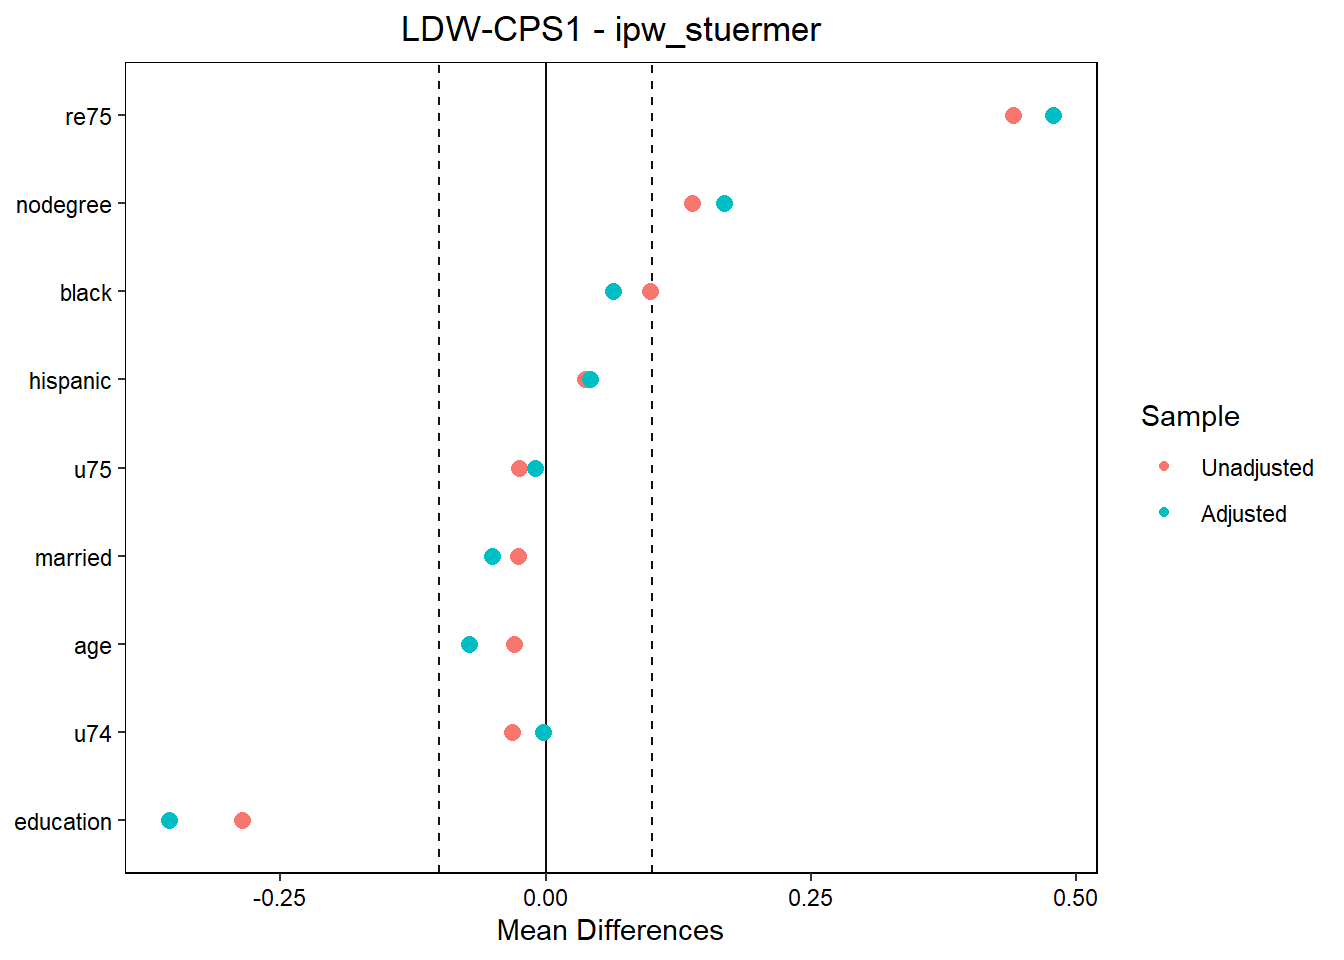 LDW-CPS1 - ipw_stuermer
re75
nodegree
black
hispanic
u75
married
age
u74
education
-0.25 0.00 0.25 0.50
Mean Differences
Sample
Unadjusted
Adjusted